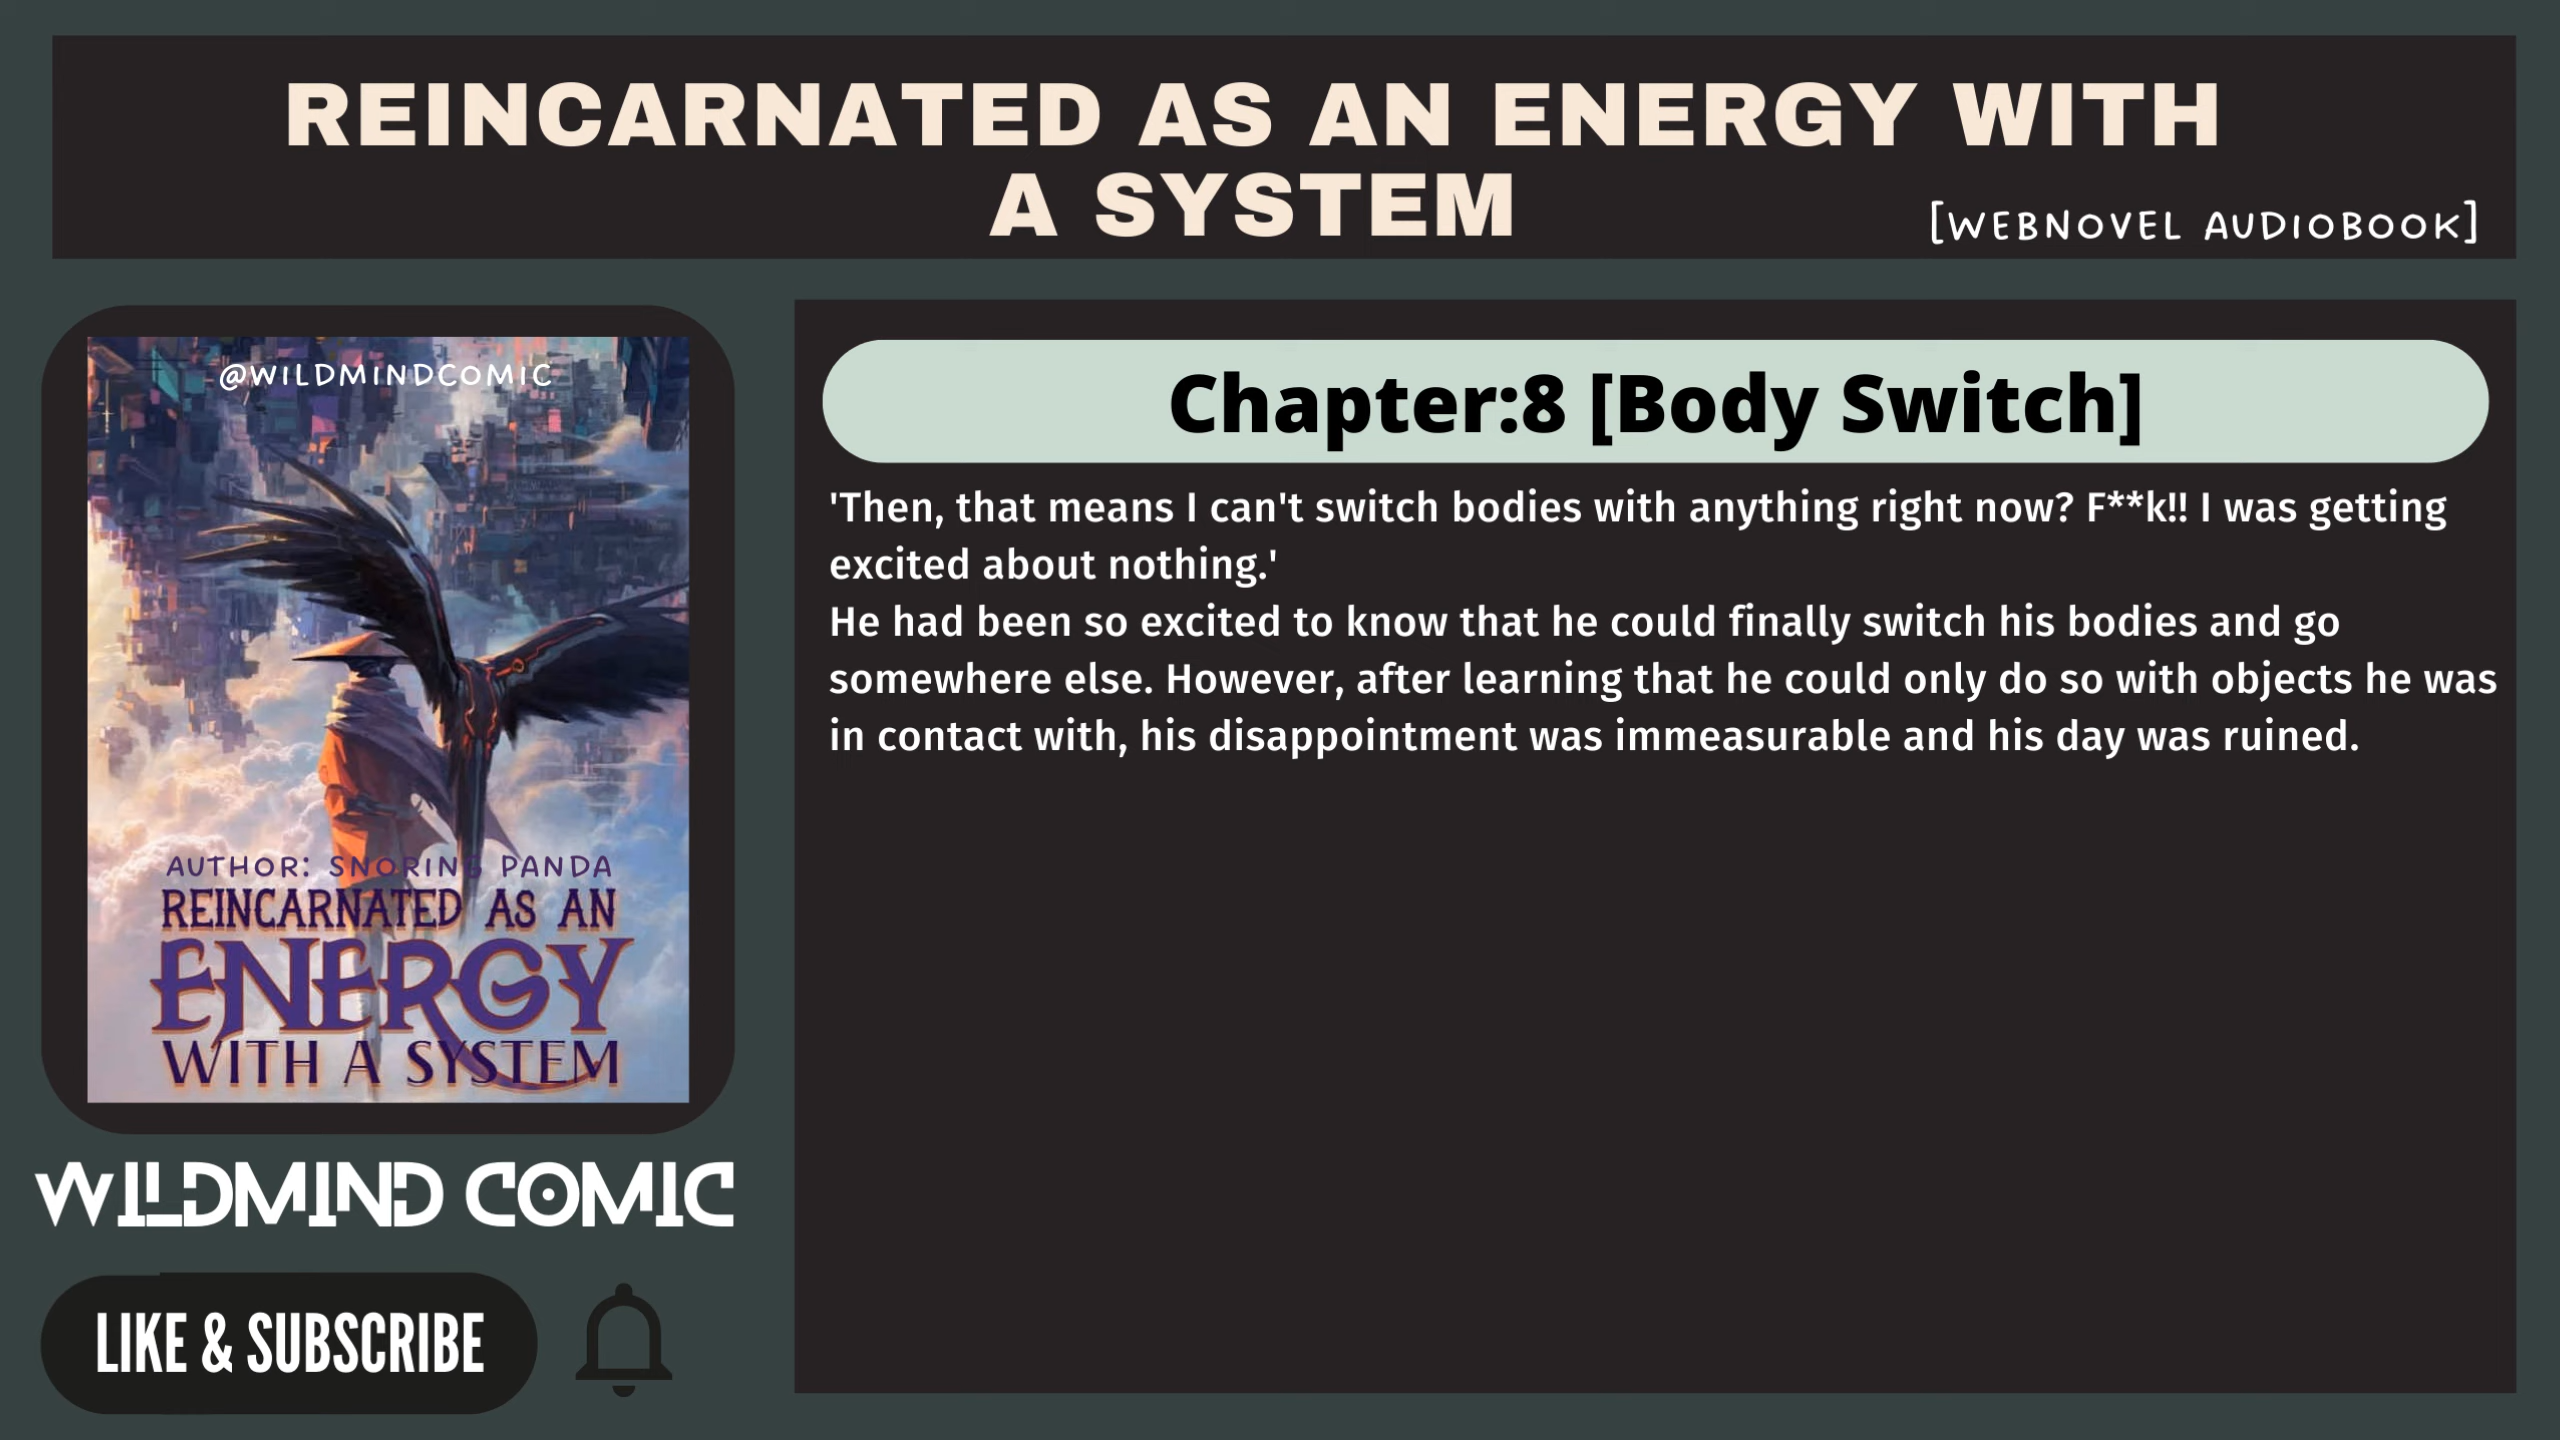 REINCARNATED AS AN ENERGY WITH
A SYSTEM
[WEBNOVEL AUDIOBOOK]
@WILDMINDCOMIC
AUTHOR: SNORING PANDA
REINCARNATED AS AN
ENERGY
WITH A SYSTEM
WILDMIND COMIC
LIKE & SUBSCRIBE
Chapter:8 [Body Switch]
'Then, that means I can't switch bodies with anything right now? F**k!! I was getting
excited about nothing.'
He had been so excited to know that he could finally switch his bodies and go
somewhere else. However, after learning that he could only do so with objects he was
in contact with, his disappointment was immeasurable and his day was ruined.